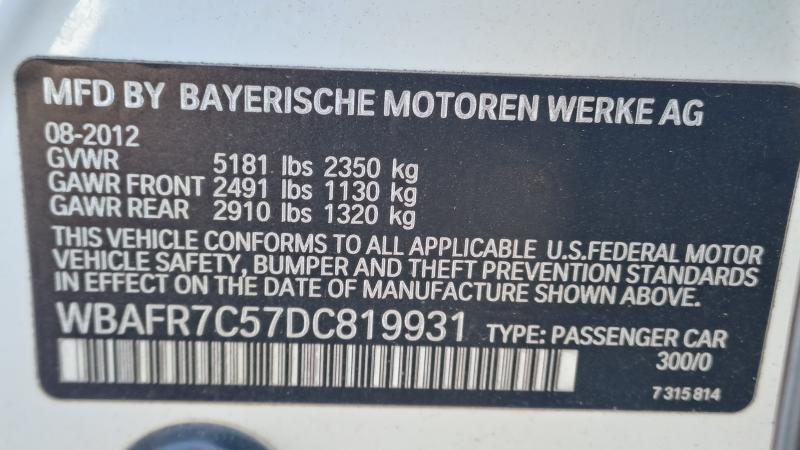 MFD BY BAYERISCHE MOTOREN WERKE AG
08-2012
GVWR 5181 lbs 2350 kg
GAWR FRONT 2491 lbs 1130 kg
GAWR REAR 2910 lbs 1320 kg
THIS VEHICLE CONFORMS TO ALL APPLICABLE U.S.FEDERAL MOTOR
VEHICLE SAFETY, BUMPER AND THEFT PREVENTION STANDARDS
IN EFFECT ON THE DATE OF MANUFACTURE SHOWN ABOVE.
WBAFR7C57DC819931 TYPE: PASSENGER CAR
300/0
7 315 814